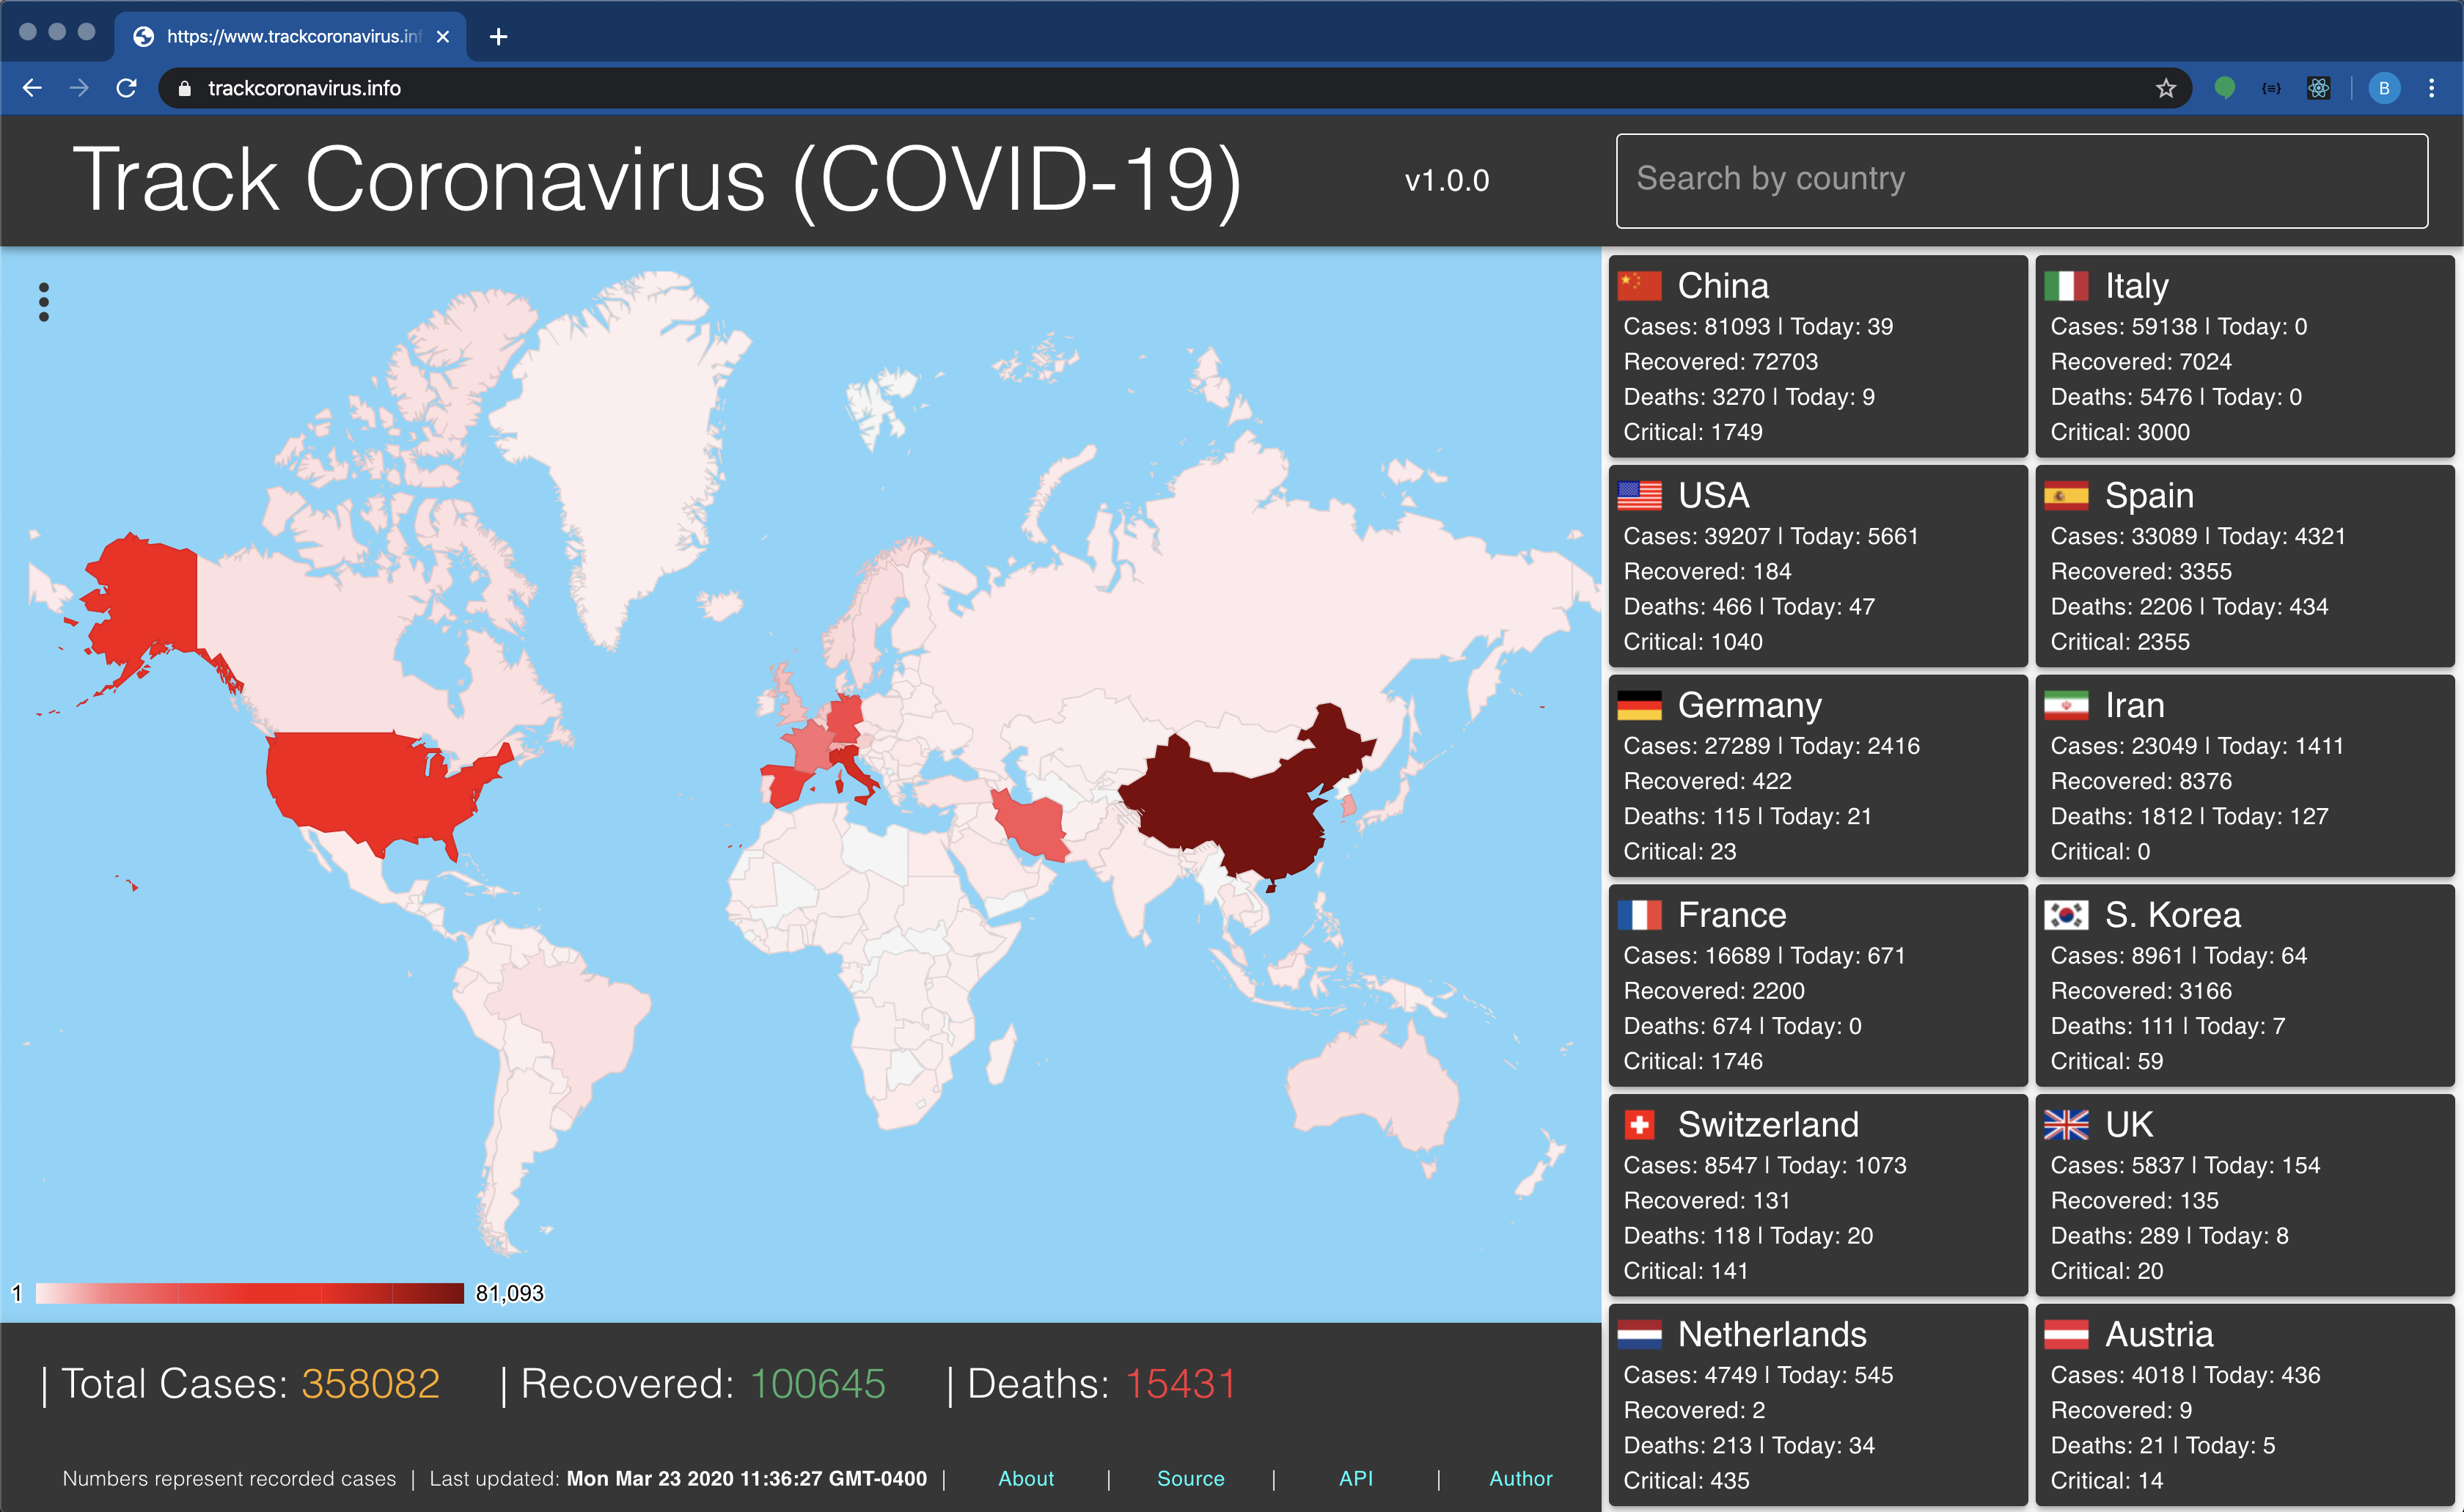 https://www.trackcoronavirus.inf
trackcoronavirus.info
B
Track Coronavirus (COVID-19)
v1.0.0
Search by country
China
Cases: 81093 | Today: 39
Recovered: 72703
Deaths: 3270 | Today: 9
Critical: 1749
Italy
Cases: 59138 | Today: 0
Recovered: 7024
Deaths: 5476 | Today: 0
Critical: 3000
USA
Cases: 39207 | Today: 5661
Recovered: 184
Deaths: 466 | Today: 47
Critical: 1040
Spain
Cases: 33089 | Today: 4321
Recovered: 3355
Deaths: 2206 | Today: 434
Critical: 2355
Germany
Cases: 27289 | Today: 2416
Recovered: 422
Deaths: 115 | Today: 21
Critical: 23
Iran
Cases: 23049 | Today: 1411
Recovered: 8376
Deaths: 1812 | Today: 127
Critical: 0
France
Cases: 16689 | Today: 671
Recovered: 2200
Deaths: 674 | Today: 0
Critical: 1746
S. Korea
Cases: 8961 | Today: 64
Recovered: 3166
Deaths: 111 | Today: 7
Critical: 59
Switzerland
Cases: 8547 | Today: 1073
Recovered: 131
Deaths: 118 | Today: 20
Critical: 141
UK
Cases: 5837 | Today: 154
Recovered: 135
Deaths: 289 | Today: 8
Critical: 20
Netherlands
Cases: 4749 | Today: 545
Recovered: 2
Deaths: 213 | Today: 34
Critical: 435
Austria
Cases: 4018 | Today: 436
Recovered: 9
Deaths: 21 | Today: 5
Critical: 14
1 81,093
| Total Cases: 358082 | Recovered: 100645 | Deaths: 15431
Numbers represent recorded cases | Last updated: Mon Mar 23 2020 11:36:27 GMT-0400 | About | Source | API | Author